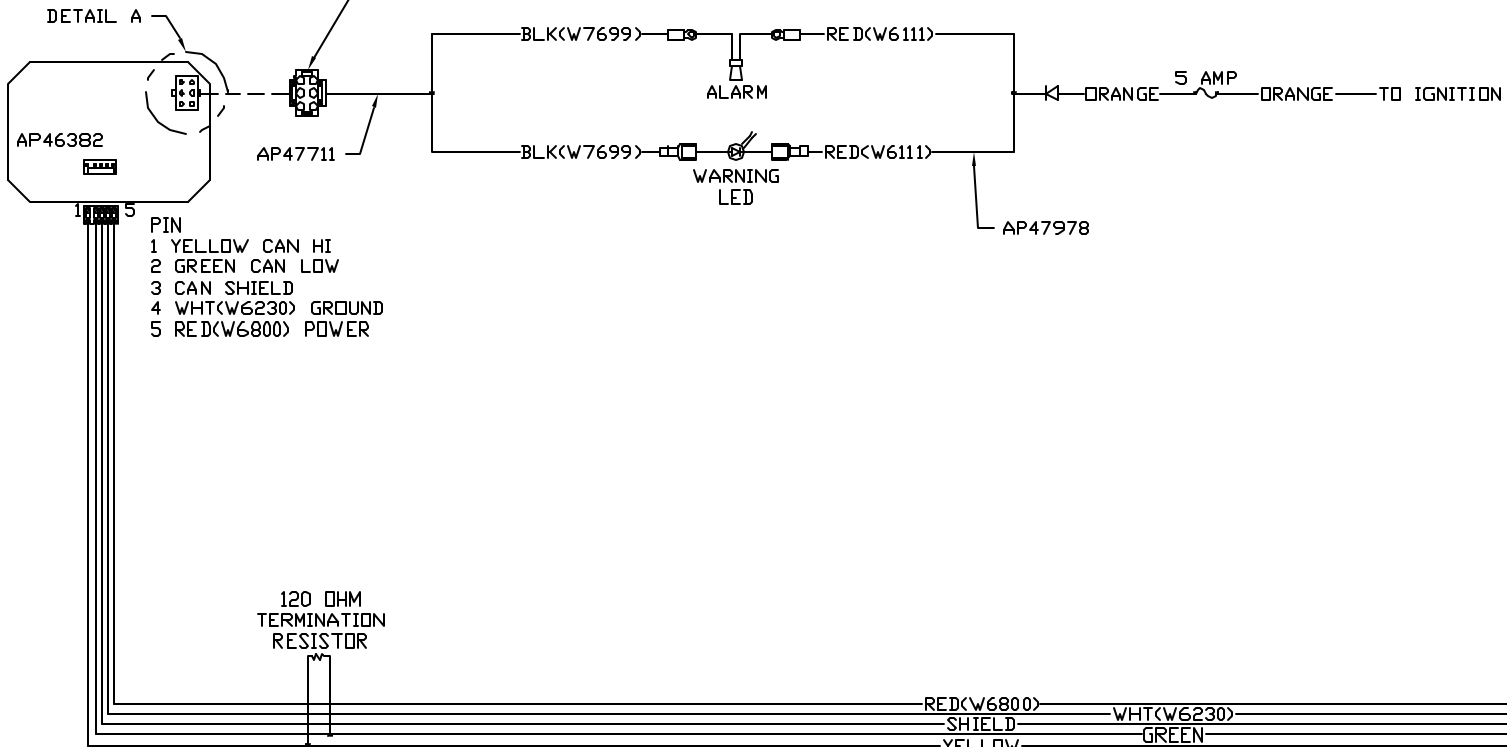 DETAIL A
BLK(W7699)
RED(W6111)
ALARM
5 AMP
ORANGE
ORANGE
TO IGNITION
AP46382
AP47711
BLK(W7699)
RED(W6111)
WARNING
LED
AP47978
1
5
PIN
1 YELLOW CAN HI
2 GREEN CAN LOW
3 CAN SHIELD
4 WHT(W6230) GROUND
5 RED(W6800) POWER
120 OHM
TERMINATION
RESISTOR
RED(W6800)
WHT(W6230)
SHIELD
GREEN
YELLOW